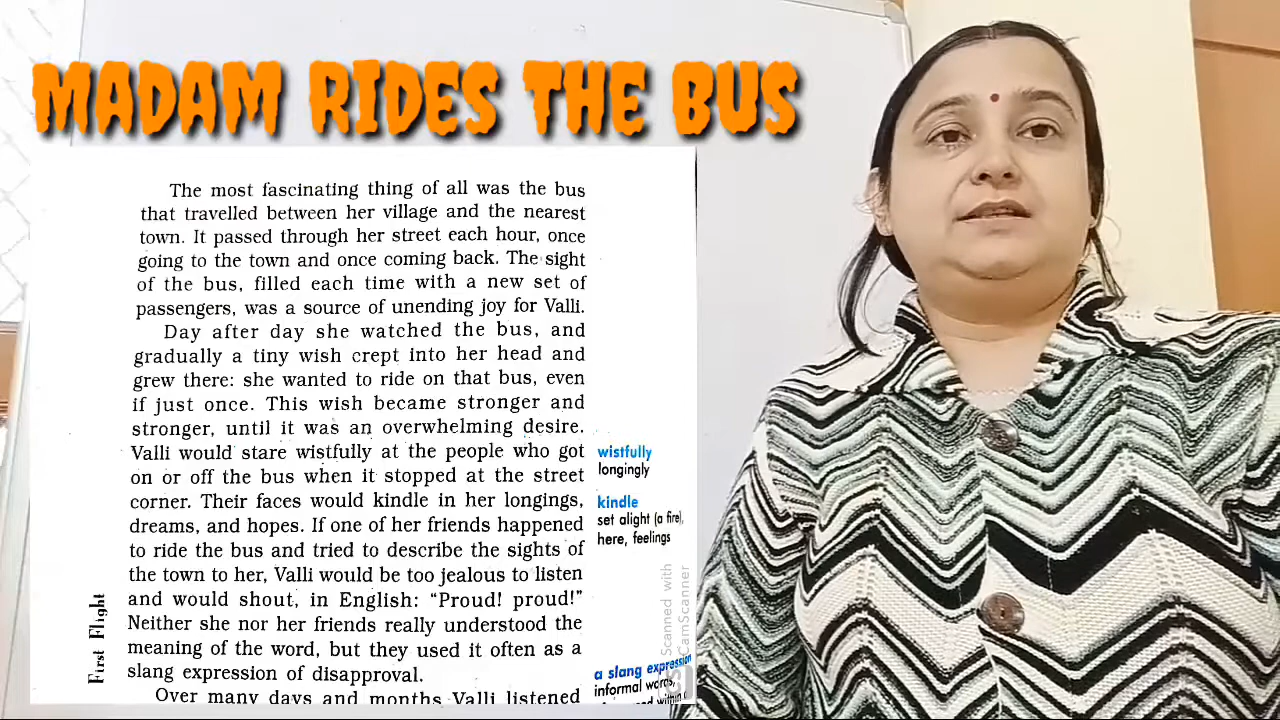 MADAM RIDES THE BUS
The most fascinating thing of all was the bus
that travelled between her village and the nearest
town. It passed through her street each hour, once
going to the town and once coming back. The sight
of the bus, filled each time with a new set of
passengers, was a source of unending joy for Valli.
Day after day she watched the bus, and
gradually a tiny wish crept into her head and
grew there: she wanted to ride on that bus, even
if just once. This wish became stronger and
stronger, until it was an overwhelming desire.
Valli would stare wistfully at the people who got
on or off the bus when it stopped at the street
corner. Their faces would kindle in her longings,
dreams, and hopes. If one of her friends happened
to ride the bus and tried to describe the sights of
the town to her, Valli would be too jealous to listen
and would shout, in English: “Proud! proud!”
Neither she nor her friends really understood the
meaning of the word, but they used it often as a
slang expression of disapproval.
Over many days and months Valli listened
wistfully
longingly
kindle
set alight (a fire),
here, feelings
a slang expression
informal words,
First Flight
Scanned with
CamScanner